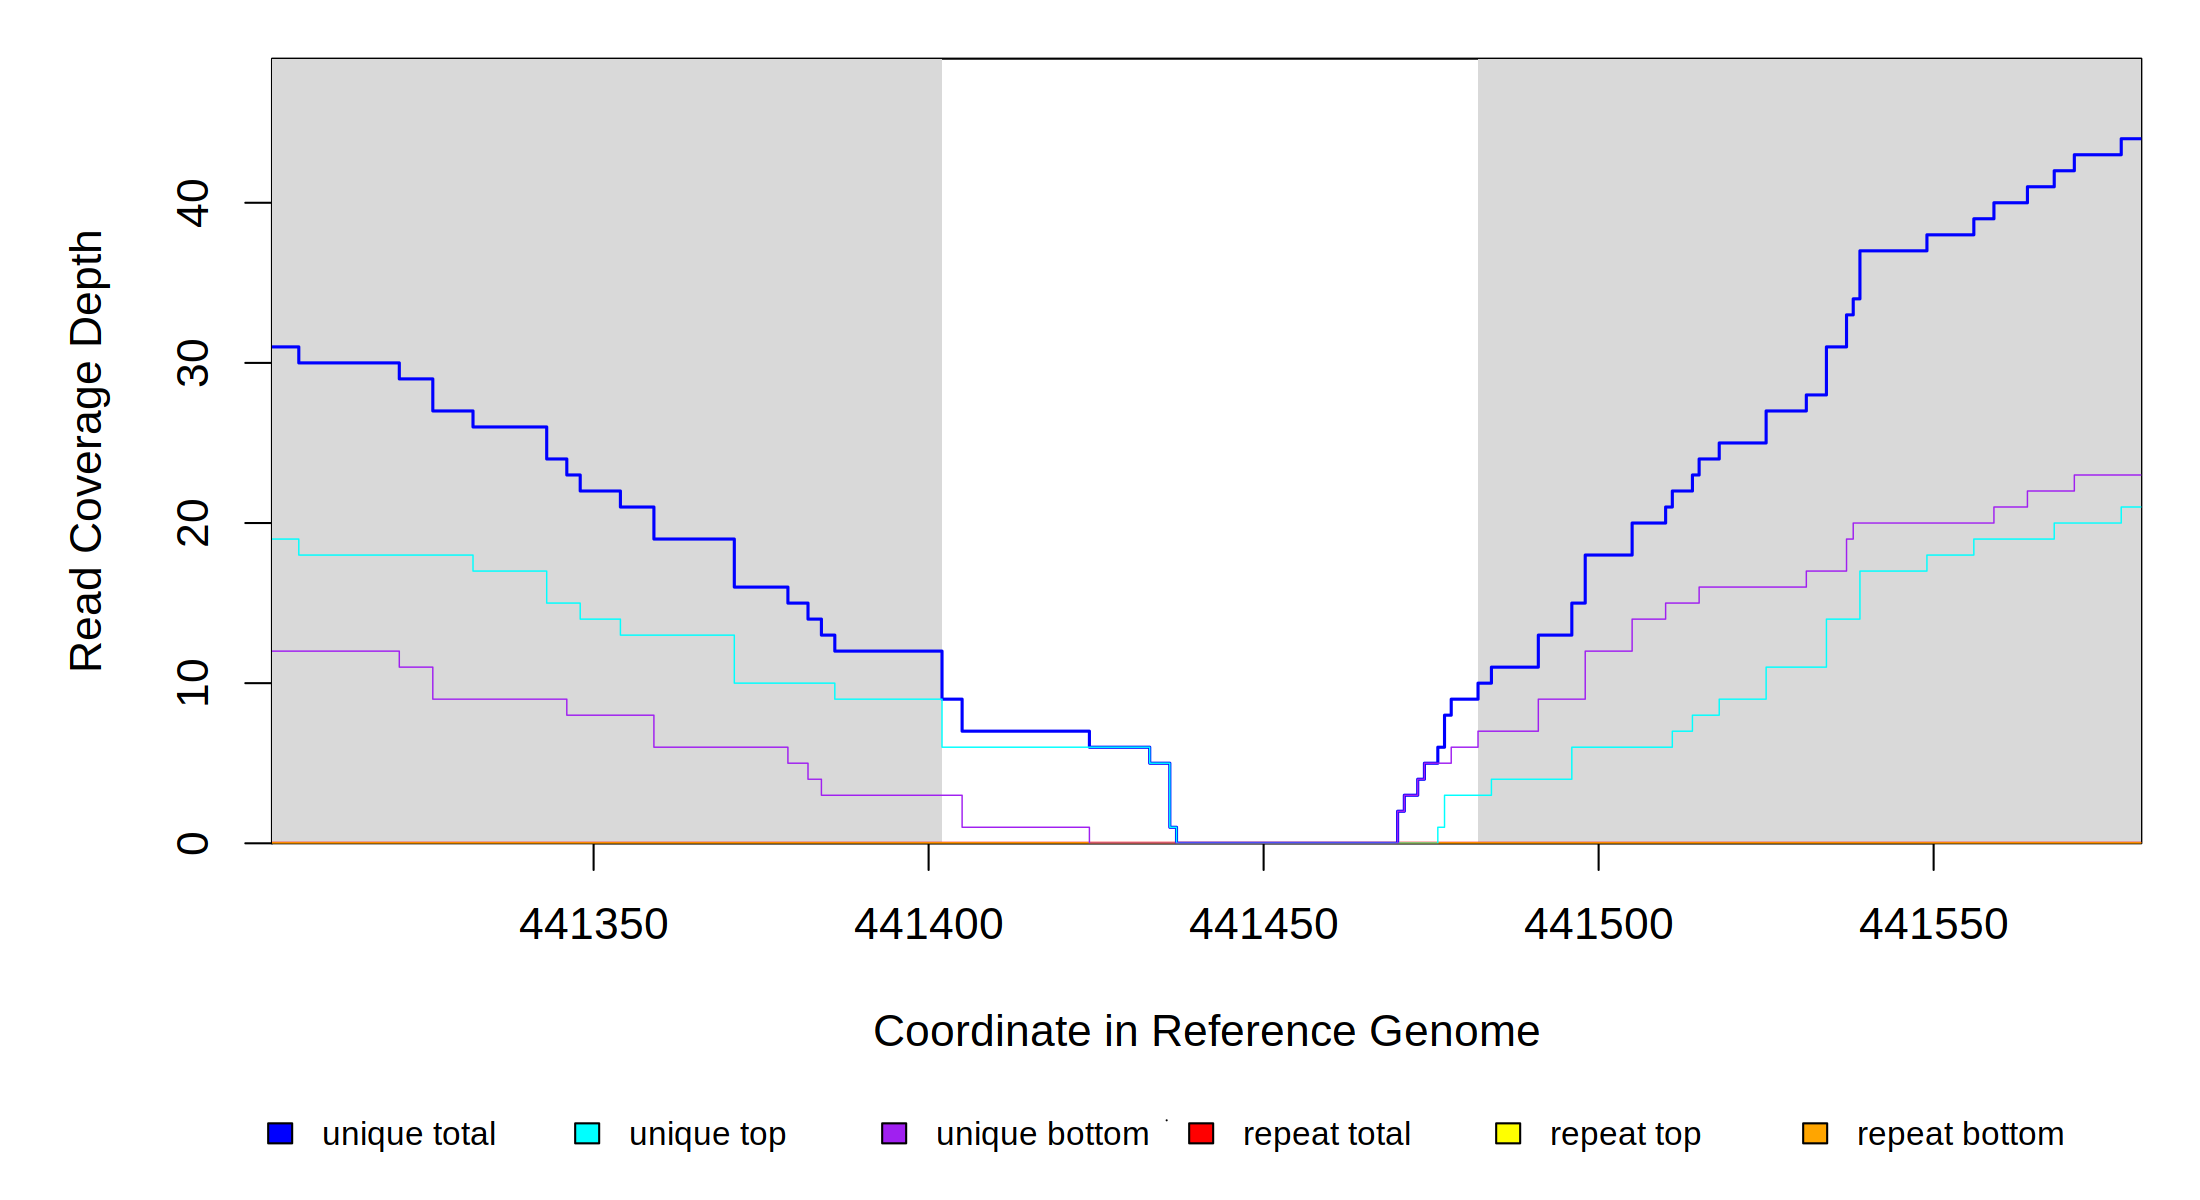 Read Coverage Depth
40
30
20
10
0
441350 441400 441450 441500 441550
Coordinate in Reference Genome
unique total unique top unique bottom repeat total repeat top repeat bottom